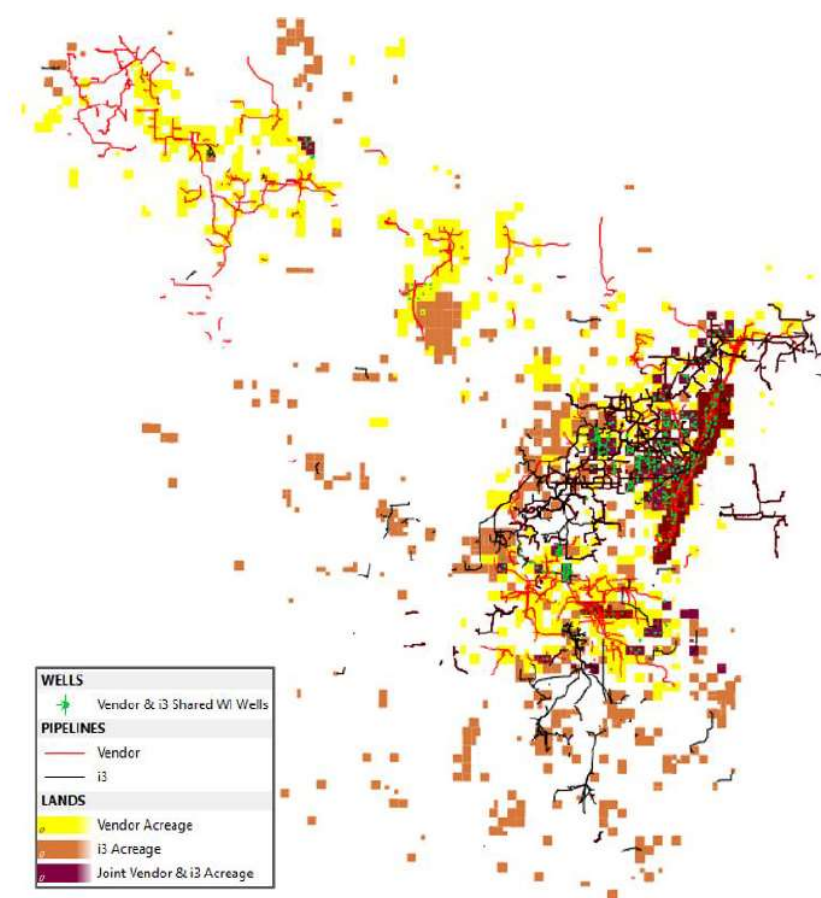 WELLS
Vendor & i3 Shared WI Wells
PIPELINES
Vendor
i3
LANDS
Vendor Acreage
i3 Acreage
Joint Vendor & i3 Acreage